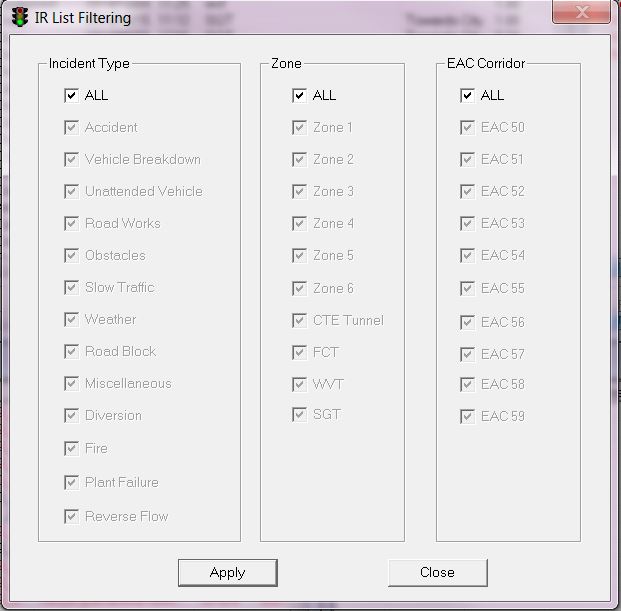 IR List Filtering
Incident Type
ALL
Accident
Vehicle Breakdown
Unattended Vehicle
Road Works
Obstacles
Slow Traffic
Weather
Road Block
Miscellaneous
Diversion
Fire
Plant Failure
Reverse Flow
Zone
ALL
Zone 1
Zone 2
Zone 3
Zone 4
Zone 5
Zone 6
CTE Tunnel
FCT
WVT
SGT
EAC Corridor
ALL
EAC 50
EAC 51
EAC 52
EAC 53
EAC 54
EAC 55
EAC 56
EAC 57
EAC 58
EAC 59
Apply
Close